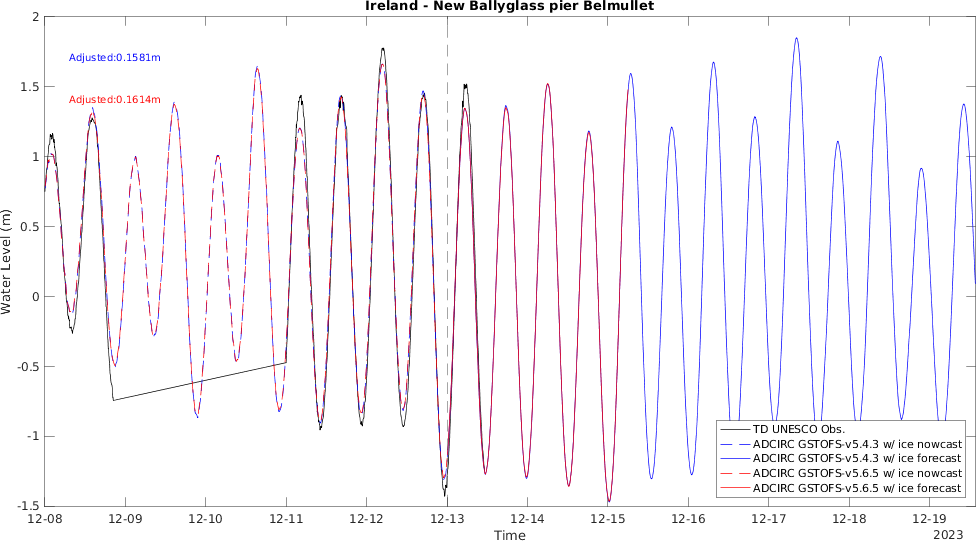 Ireland - New Ballyglass pier Belmullet
2
1.5
1
0.5
0
-0.5
-1
-1.5
Water Level (m)
Adjusted:0.1581m
Adjusted:0.1614m
TD UNESCO Obs.
ADCIRC GSTOFS-v5.4.3 w/ ice nowcast
ADCIRC GSTOFS-v5.4.3 w/ ice forecast
ADCIRC GSTOFS-v5.6.5 w/ ice nowcast
ADCIRC GSTOFS-v5.6.5 w/ ice forecast
12-08 12-09 12-10 12-11 12-12 12-13 12-14 12-15 12-16 12-17 12-18 12-19
Time
2023